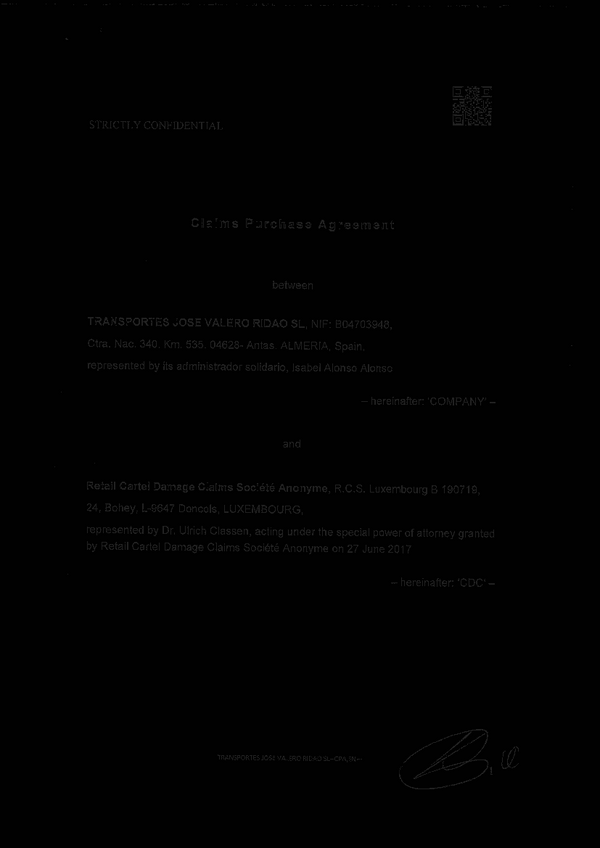 STRICTLY CONFIDENTIAL
Claims Purchase Agreement
between
TRANSPORTES JOSE VALERO RIDAO SL, NIF: B04703948,
Ctra. Nac. 340. Km. 535. 04628- Antas. ALMERIA, Spain,
represented by its administrador solidario, Isabel Alonso Alonso
– hereinafter: 'COMPANY' –
and
Retail Cartel Damage Claims Société Anonyme, R.C.S. Luxembourg B 190719,
24, Bohey, L-9647 Doncols, LUXEMBOURG,
represented by Dr. Ulrich Classen, acting under the special power of attorney granted
by Retail Cartel Damage Claims Société Anonyme on 27 June 2017
– hereinafter: 'CDC' –
TRANSPORTES JOSE VALERO RIDAO SL